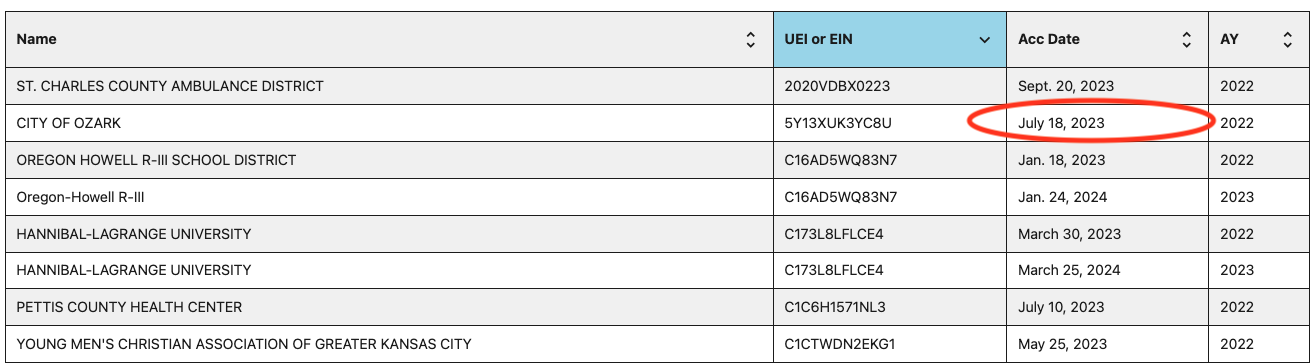 Name UEI or EIN Acc Date AY
ST. CHARLES COUNTY AMBULANCE DISTRICT 2020VDBX0223 Sept. 20, 2023 2022
CITY OF OZARK 5Y13XUK3YC8U July 18, 2023 2022
OREGON HOWELL R-III SCHOOL DISTRICT C16AD5WQ83N7 Jan. 18, 2023 2022
Oregon-Howell R-III C16AD5WQ83N7 Jan. 24, 2024 2023
HANNIBAL-LAGRANGE UNIVERSITY C173L8LFLCE4 March 30, 2023 2022
HANNIBAL-LAGRANGE UNIVERSITY C173L8LFLCE4 March 25, 2024 2023
PETTIS COUNTY HEALTH CENTER C1C6H1571NL3 July 10, 2023 2022
YOUNG MEN'S CHRISTIAN ASSOCIATION OF GREATER KANSAS CITY C1CTWDN2EKG1 May 25, 2023 2022